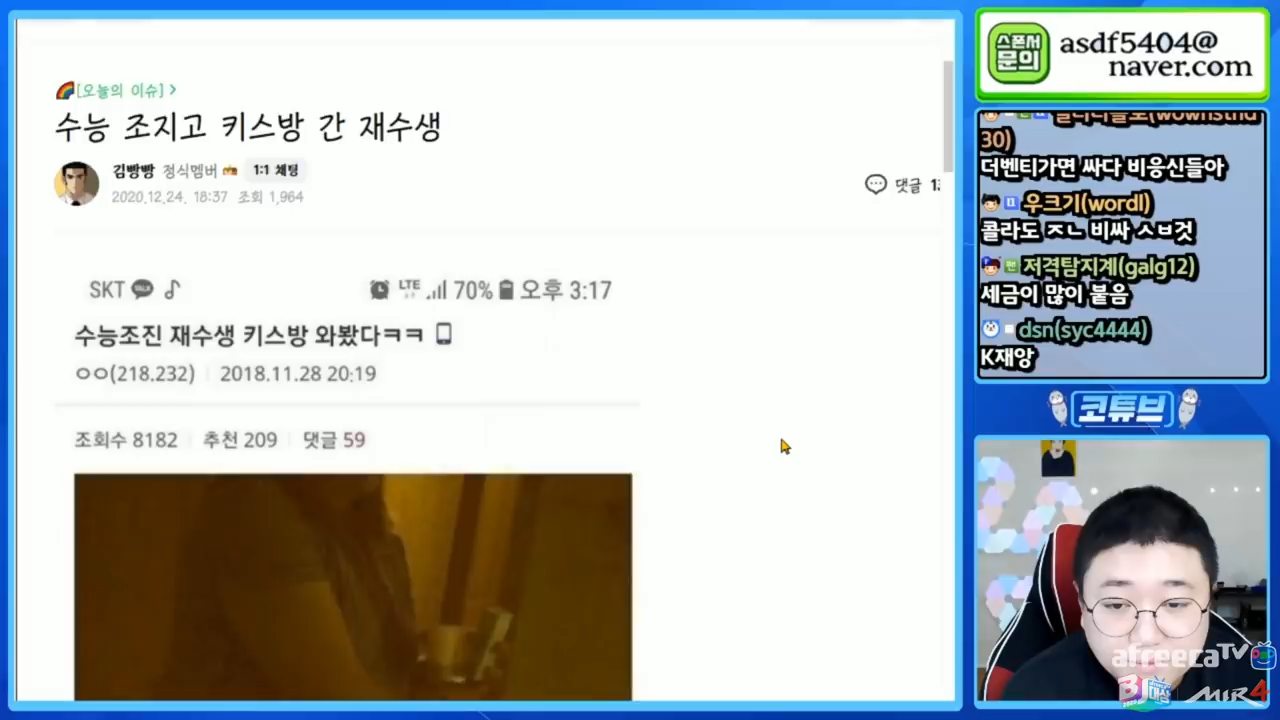 [오늘의 이슈] >
수능 조지고 키스방 간 재수생
김빵빵 정식멤버 1:1 채팅
2020.12.24. 18:37 조회 1,964
댓글
SKT LTE 70% 오후 3:17
수능조진 재수생 키스방 와봤다ㅋㅋ
ㅇㅇ(218.232) 2018.11.28 20:19
조회수 8182 추천 209 댓글 59
스폰서
문의
asdf5404@
naver.com
30)
더벤티가면 싸다 비응신들아
우크기(wordl)
콜라도 ㅈㄴ 비싸 ㅅㅂ것
저격탐지계(galg12)
세금이 많이 붙음
dsn(syc4444)
K재앙
코튜브
afreecaTV
BJ대상 MIR4